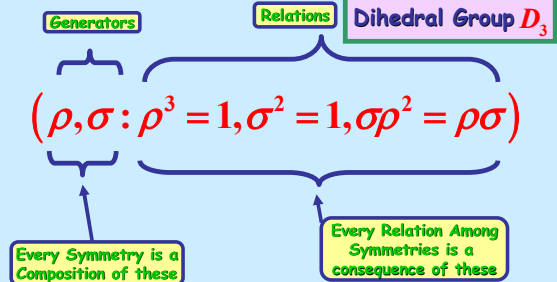 Generators
Relations
Dihedral Group D₃
(ρ,σ : ρ³ = 1, σ² = 1, σρ² = ρσ)
Every Symmetry is a
Composition of these
Every Relation Among
Symmetries is a
consequence of these